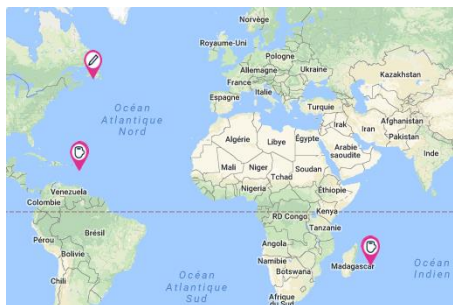 Norvège
Royaume-Uni
Pologne
Allemagne
Ukraine
France
Kazakhstan
Italie
Espagne
Océan
Atlantique
Nord
Turquie
Afghanistan
Irak
Iran
Pakistan
Algérie
Libye
Égypte
Arabie
saoudite
Inde
Mali
Niger
Soudan
Tchad
Venezuela
Nigeria
Éthiopie
Colombie
Kenya
RD Congo
Tanzanie
Brésil
Pérou
Angola
Bolivie
Namibie
Madagascar
Océan
Indien
Botswana
Océan
Atlantique
Sud
Chili
Afrique
du Sud